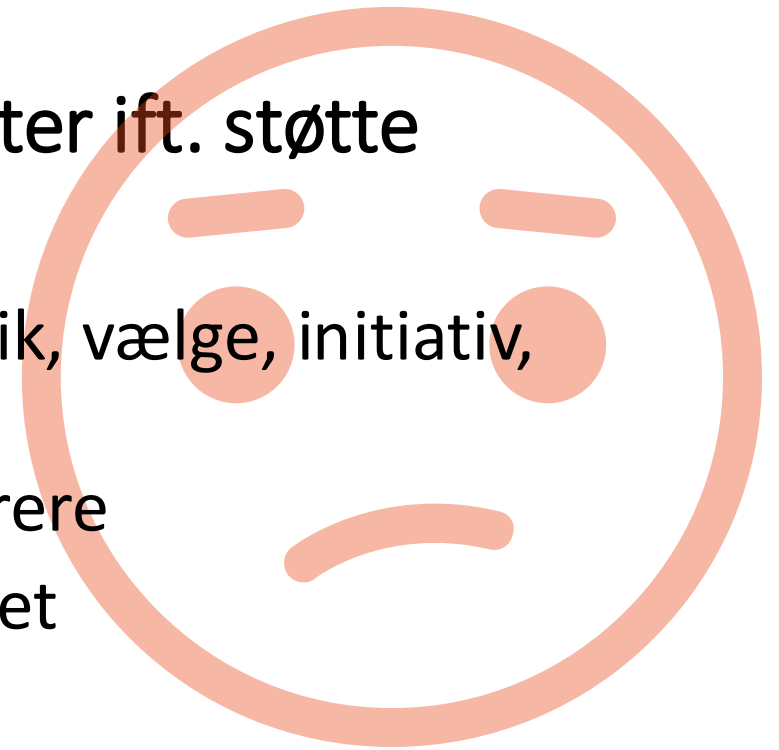 ter ift. støtte
ik, vælge, initiativ,
rere
et